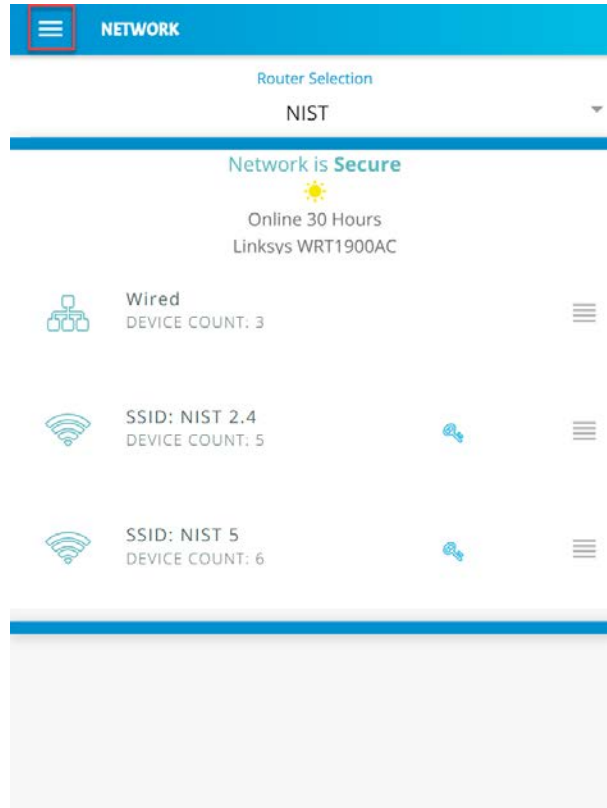 NETWORK
Router Selection
NIST
Network is Secure
Online 30 Hours
Linksys WRT1900AC
Wired
DEVICE COUNT: 3
SSID: NIST 2.4
DEVICE COUNT: 5
SSID: NIST 5
DEVICE COUNT: 6